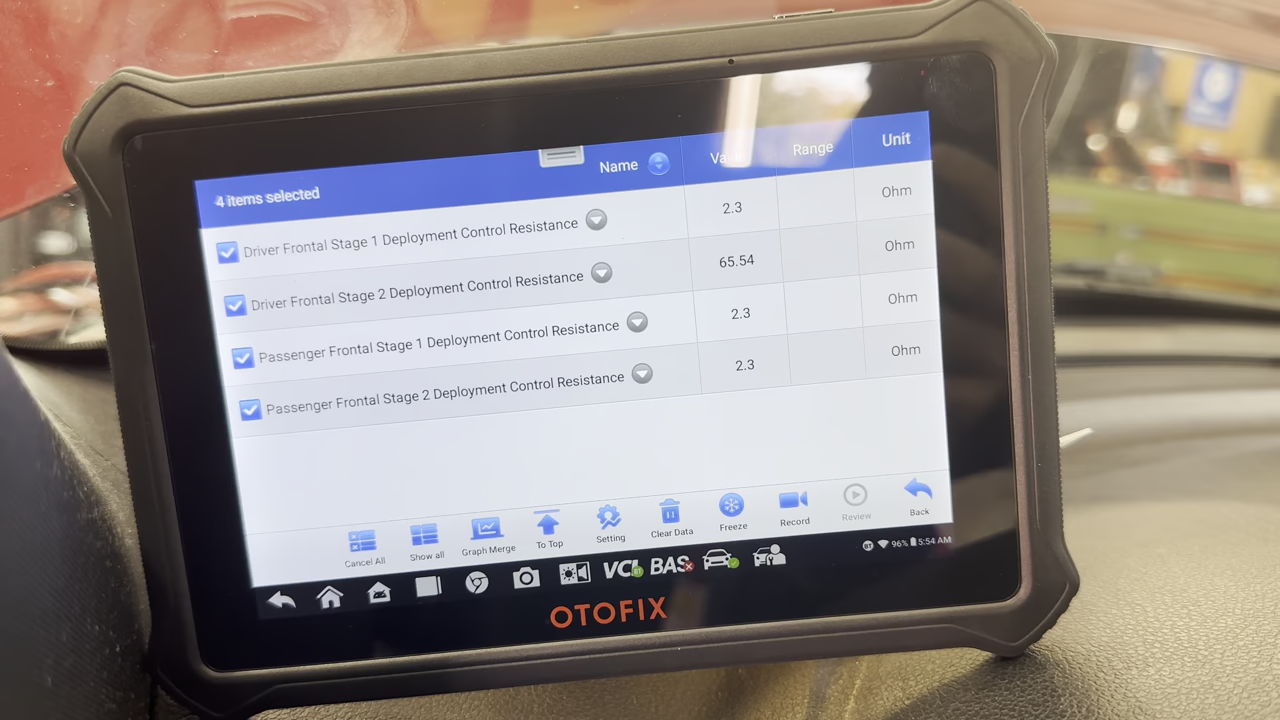 4 items selected Name Value Range Unit
Driver Frontal Stage 1 Deployment Control Resistance 2.3 Ohm
Driver Frontal Stage 2 Deployment Control Resistance 65.54 Ohm
Passenger Frontal Stage 1 Deployment Control Resistance 2.3 Ohm
Passenger Frontal Stage 2 Deployment Control Resistance 2.3 Ohm
Cancel All Show all Graph Merge To Top Setting Clear Data Freeze Record Review Back
VCI BT BAS BT 96% 5:54 AM
OTOFIX